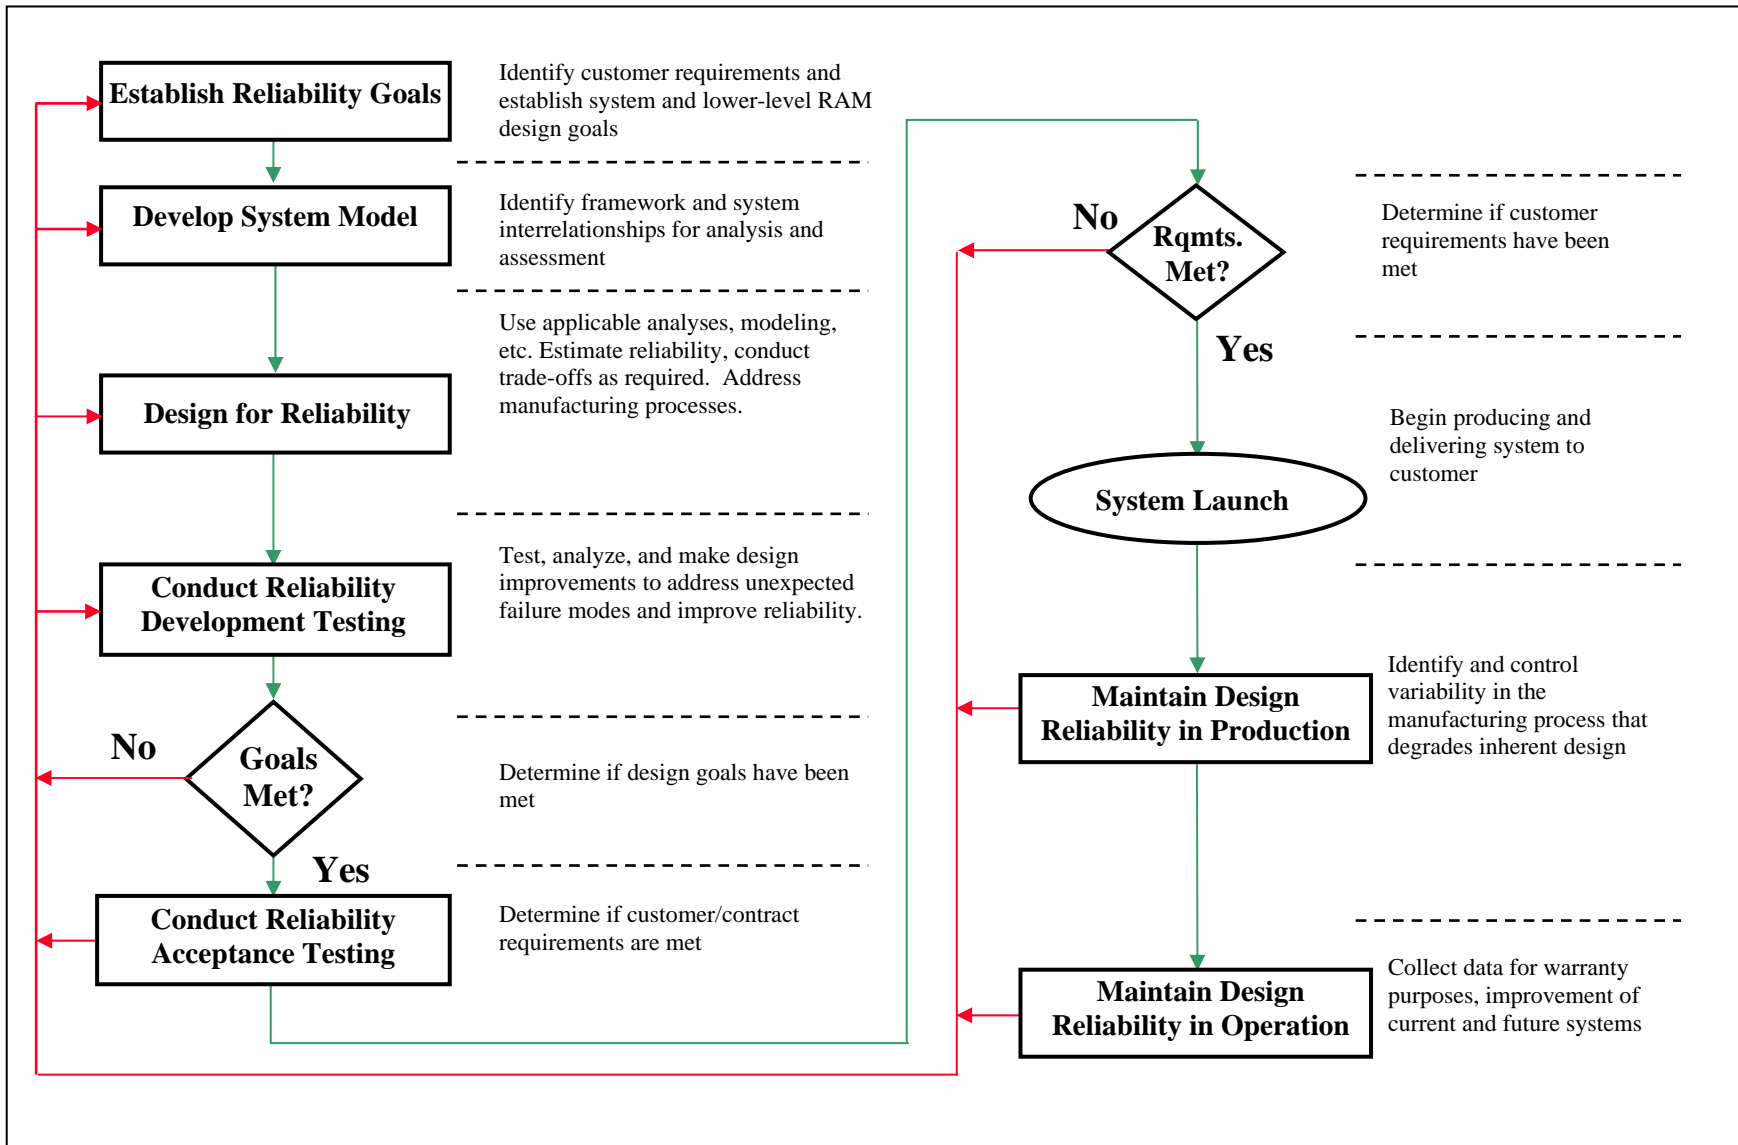 Establish Reliability Goals
Identify customer requirements and
establish system and lower-level RAM
design goals
Develop System Model
Identify framework and system
interrelationships for analysis and
assessment
Use applicable analyses, modeling,
etc. Estimate reliability, conduct
trade-offs as required.  Address
manufacturing processes.
Design for Reliability
Test, analyze, and make design
improvements to address unexpected
failure modes and improve reliability.
Conduct Reliability
Development Testing
No
Goals
Met?
Determine if design goals have been
met
Yes
Conduct Reliability
Acceptance Testing
Determine if customer/contract
requirements are met
No
Rqmts.
Met?
Determine if customer
requirements have been
met
Yes
Begin producing and
delivering system to
customer
System Launch
Maintain Design
Reliability in Production
Identify and control
variability in the
manufacturing process that
degrades inherent design
Maintain Design
Reliability in Operation
Collect data for warranty
purposes, improvement of
current and future systems